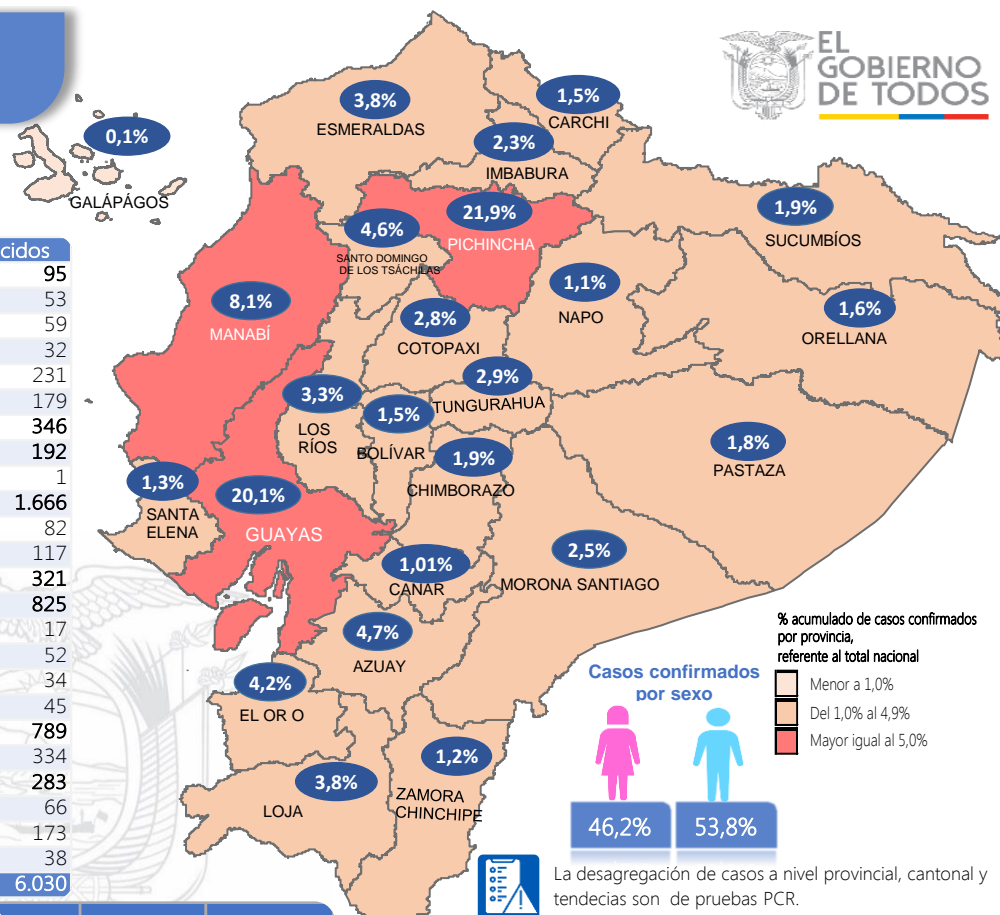 EL
GOBIERNO
DE TODOS
3,8%
ESMERALDAS
1,5%
CARCHI
0,1%
GALÁPÁGOS
2,3%
IMBABURA
21,9%
PICHINCHA
1,9%
SUCUMBÍOS
4,6%
SANTO DOMINGO
DE LOS TSÁCHILAS
8,1%
MANABÍ
1,1%
NAPO
1,6%
ORELLANA
2,8%
COTOPAXI
2,9%
TUNGURAHUA
3,3%
LOS
RÍOS
1,5%
BOLÍVAR
1,8%
PASTAZA
1,9%
CHIMBORAZO
1,3%
SANTA
ELENA
20,1%
GUAYAS
1,01%
CANAR
2,5%
MORONA SANTIAGO
4,7%
AZUAY
4,2%
EL OR O
3,8%
LOJA
1,2%
ZAMORA
CHINCHIPE
cidos
95
53
59
32
231
179
346
192
1
1.666
82
117
321
825
17
52
34
45
789
334
283
66
173
38
6.030
% acumulado de casos confirmados
por provincia,
referente al total nacional
Menor a 1,0%
Del 1,0% al 4,9%
Mayor igual al 5,0%
Casos confirmados
por sexo
46,2%
53,8%
La desagregación de casos a nivel provincial, cantonal y
tendecias son de pruebas PCR.